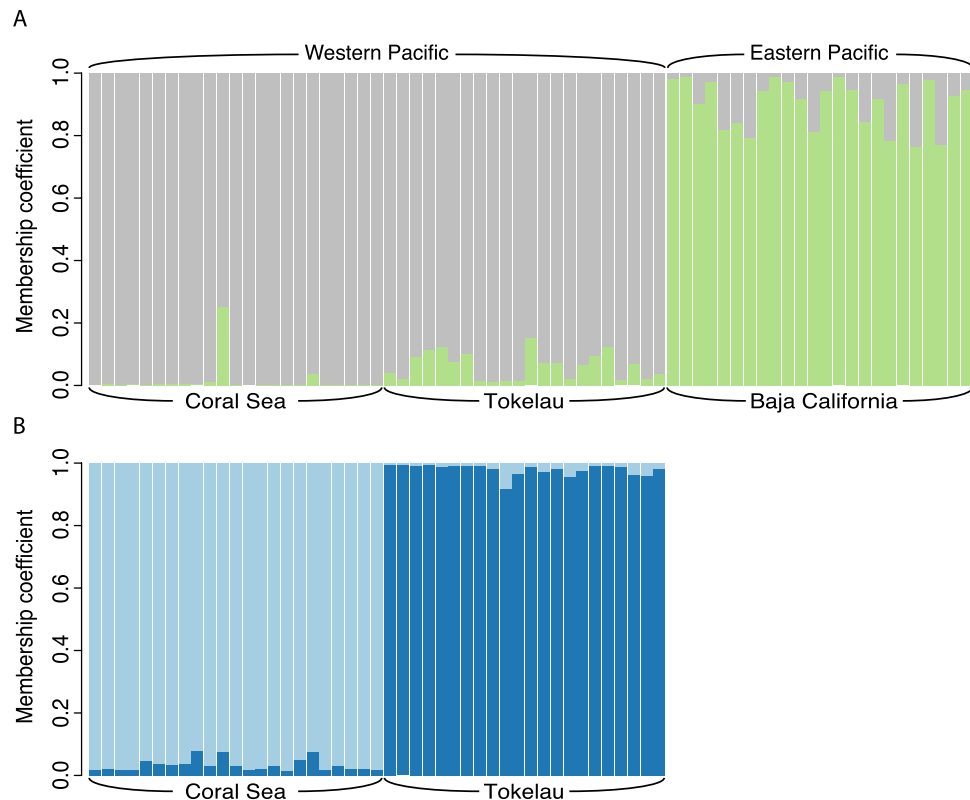 A
Western Pacific Eastern Pacific
Membership coefficient
1.0
0.8
0.6
0.4
0.2
0.0
Coral Sea Tokelau Baja California
B
Membership coefficient
1.0
0.8
0.6
0.4
0.2
0.0
Coral Sea Tokelau